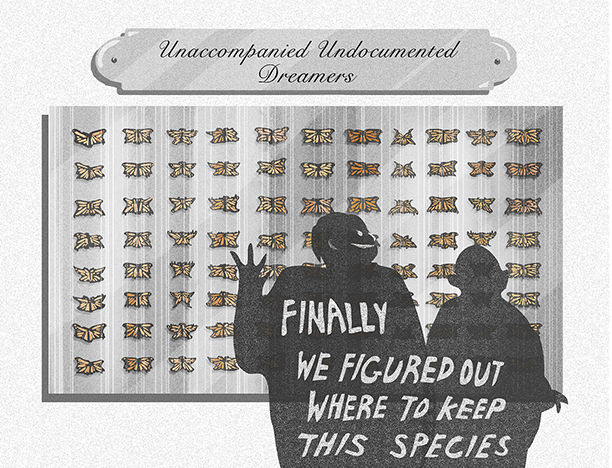 Unaccompanied Undocumented
Dreamers
FINALLY
WE FIGURED OUT
WHERE TO KEEP
THIS SPECIES